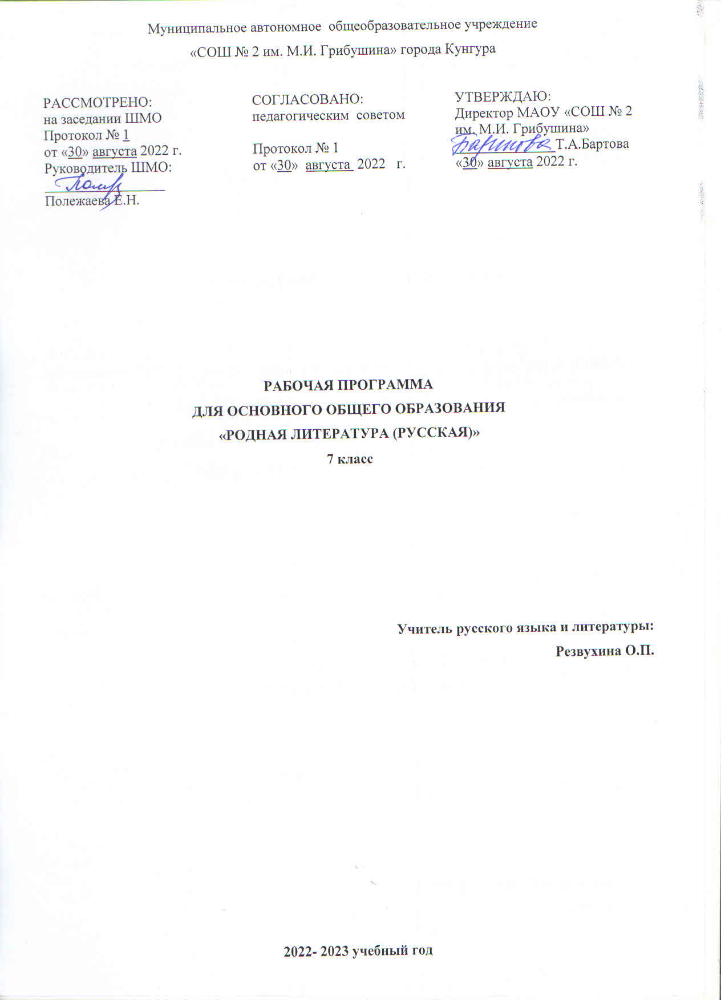 Муниципальное автономное общеобразовательное учреждение
«СОШ № 2 им. М.И. Грибушина» города Кунгура
РАССМОТРЕНО:
на заседании ШМО
Протокол № 1
от «30» августа 2022 г.
Руководитель ШМО:
Полежаева Е.Н.
СОГЛАСОВАНО:
педагогическим советом
Протокол № 1
от «30» августа 2022 г.
УТВЕРЖДАЮ:
Директор МАОУ «СОШ № 2
им. М.И. Грибушина»
Т.А.Бартова
«30» августа 2022 г.
РАБОЧАЯ ПРОГРАММА
ДЛЯ ОСНОВНОГО ОБЩЕГО ОБРАЗОВАНИЯ
«РОДНАЯ ЛИТЕРАТУРА (РУССКАЯ)»
7 класс
Учитель русского языка и литературы:
Резвухина О.П.
2022- 2023 учебный год